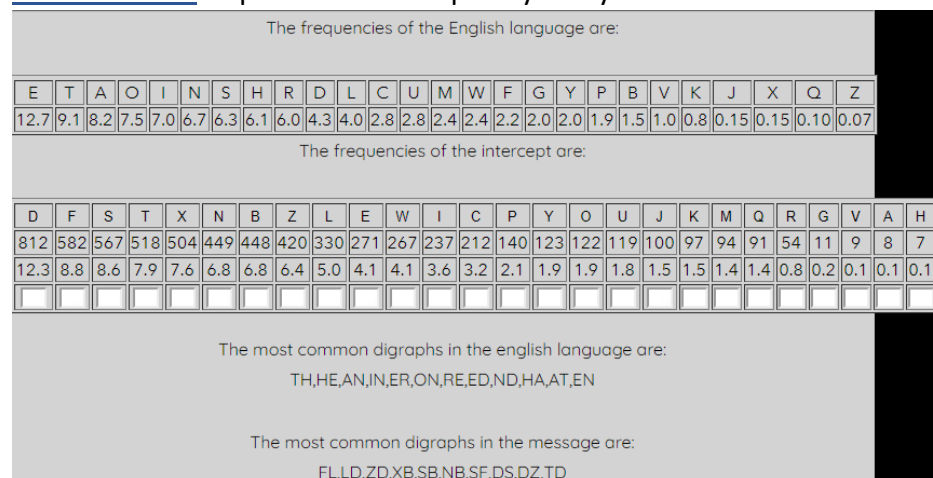 The frequencies of the English language are:
E T A O I N S H R D L C U M W F G Y P B V K J X Q Z
12.7 9.1 8.2 7.5 7.0 6.7 6.3 6.1 6.0 4.3 4.0 2.8 2.8 2.4 2.4 2.2 2.0 2.0 1.9 1.5 1.0 0.8 0.15 0.15 0.10 0.07
The frequencies of the intercept are:
D F S T X N B Z L E W I C P Y O U J K M Q R G V A H
812 582 567 518 504 449 448 420 330 271 267 237 212 140 123 122 119 100 97 94 91 54 11 9 8 7
12.3 8.8 8.6 7.9 7.6 6.8 6.8 6.4 5.0 4.1 4.1 3.6 3.2 2.1 1.9 1.9 1.8 1.5 1.5 1.4 1.4 0.8 0.2 0.1 0.1 0.1
The most common digraphs in the english language are:
TH,HE,AN,IN,ER,ON,RE,ED,ND,HA,AT,EN
The most common digraphs in the message are:
FL,LD,ZD,XB,SB,NB,SF,DS,DZ,TD